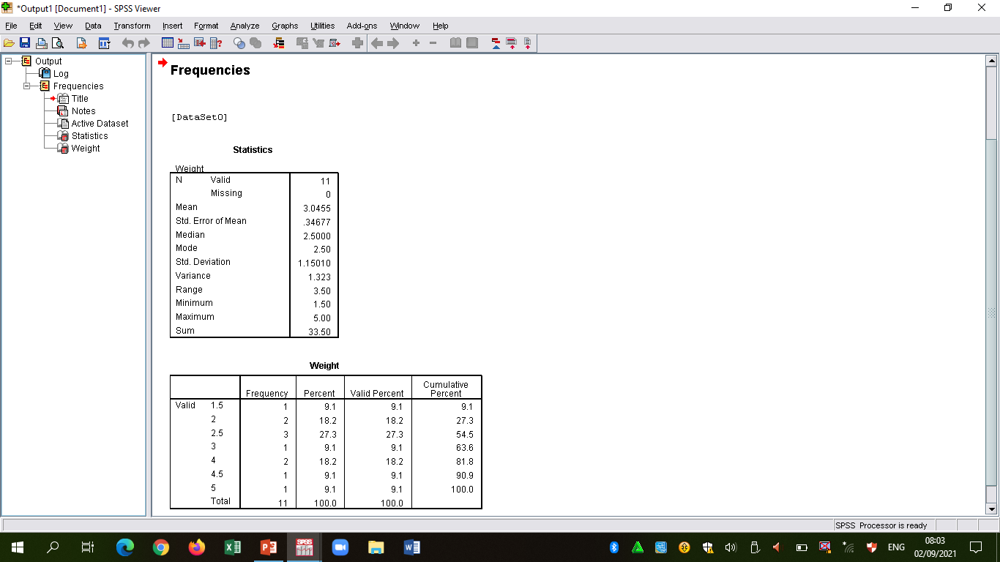 *Output1 [Document1] - SPSS Viewer
File Edit View Data Transform Insert Format Analyze Graphs Utilities Add-ons Window Help
Output
Log
Frequencies
Title
Notes
Active Dataset
Statistics
Weight
Frequencies
[DataSet0]
Statistics
Weight
N Valid 11
Missing 0
Mean 3.0455
Std. Error of Mean .34677
Median 2.5000
Mode 2.50
Std. Deviation 1.15010
Variance 1.323
Range 3.50
Minimum 1.50
Maximum 5.00
Sum 33.50
Weight
Frequency Percent Valid Percent Cumulative Percent
Valid 1.5 1 9.1 9.1 9.1
2 2 18.2 18.2 27.3
2.5 3 27.3 27.3 54.5
3 1 9.1 9.1 63.6
4 2 18.2 18.2 81.8
4.5 1 9.1 9.1 90.9
5 1 9.1 9.1 100.0
Total 11 100.0 100.0
SPSS Processor is ready
SPSS
ENG
08:03
02/09/2021